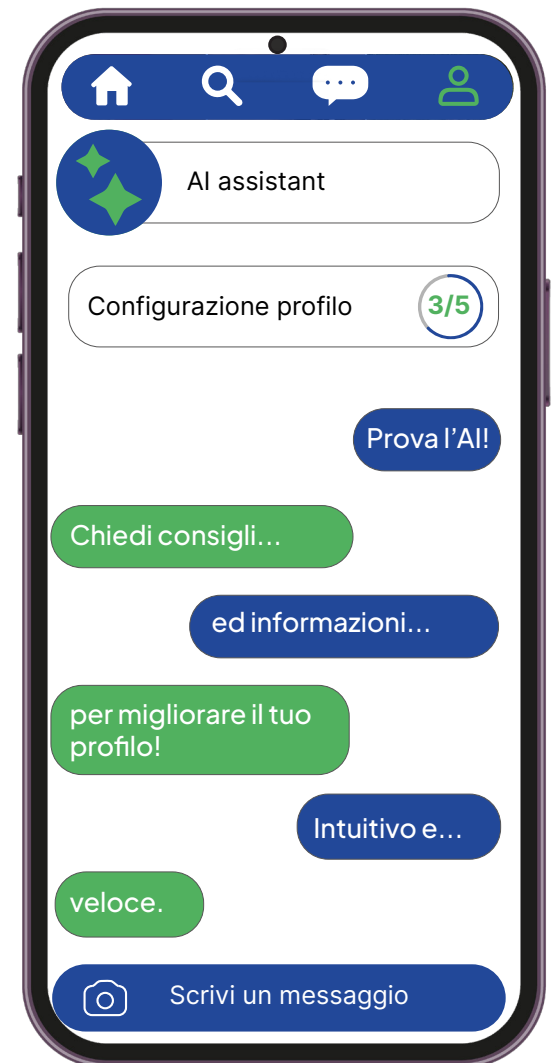 AI assistant
Configurazione profilo
3/5
Prova l’AI!
Chiedi consigli...
ed informazioni...
per migliorare il tuo
profilo!
Intuitivo e...
veloce.
Scrivi un messaggio